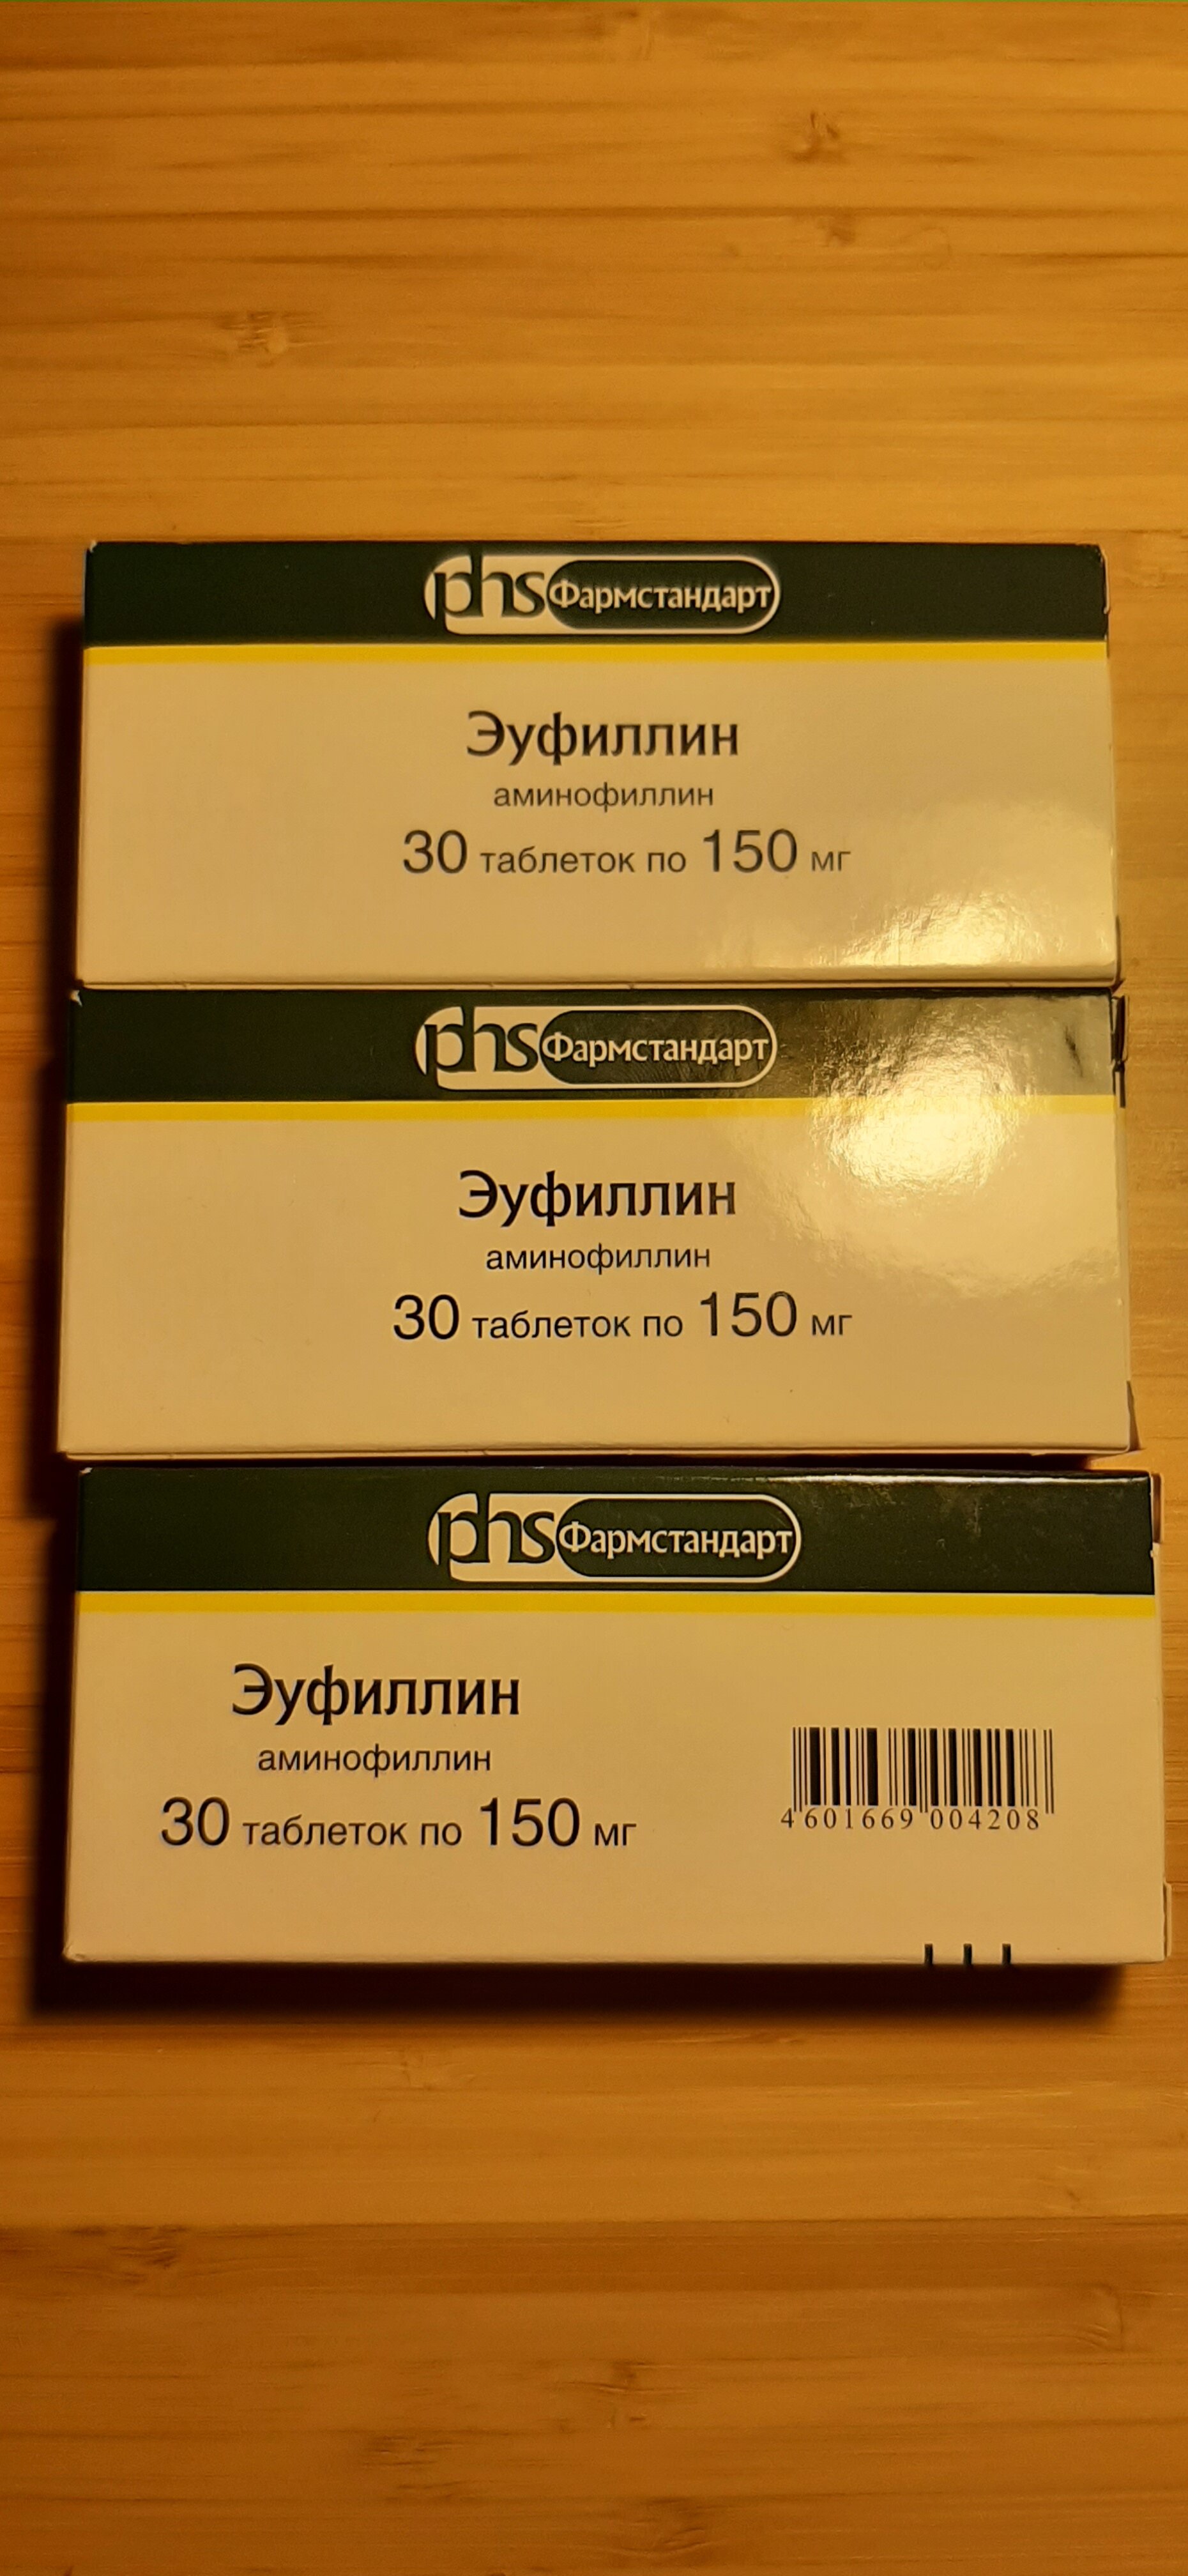 phs Фармстандарт
Эуфиллин
аминофиллин
30 таблеток по 150 мг
phs Фармстандарт
Эуфиллин
аминофиллин
30 таблеток по 150 мг
phs Фармстандарт
Эуфиллин
аминофиллин
30 таблеток по 150 мг
4 601669 004208